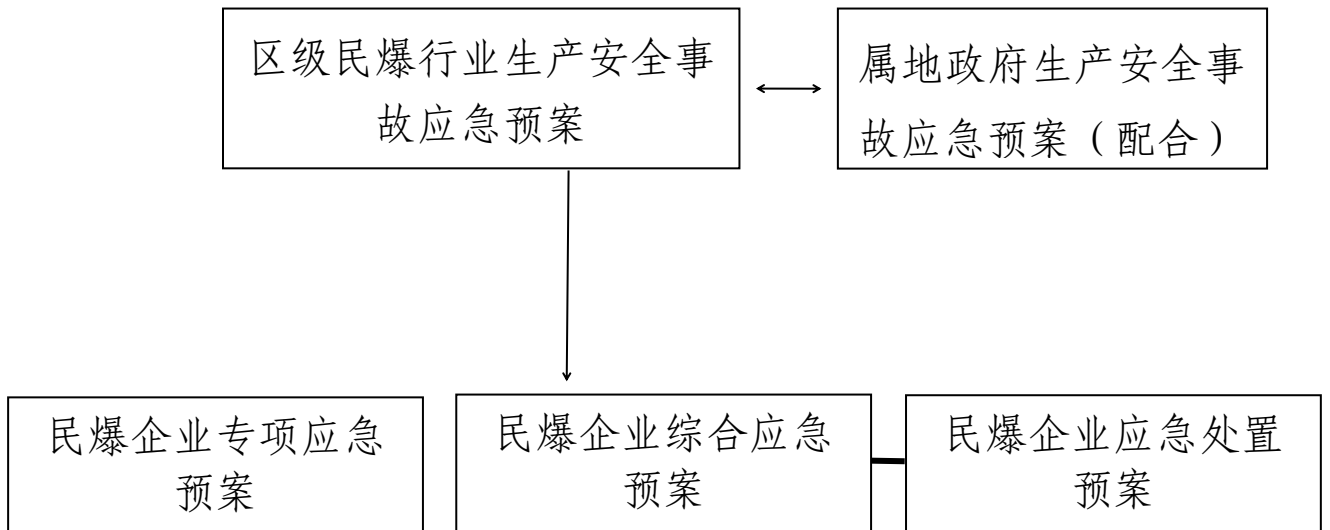 区级民爆行业生产安全事
故应急预案
属地政府生产安全事
故应急预案（配合）
民爆企业专项应急
预案
民爆企业综合应急
预案
民爆企业应急处置
预案